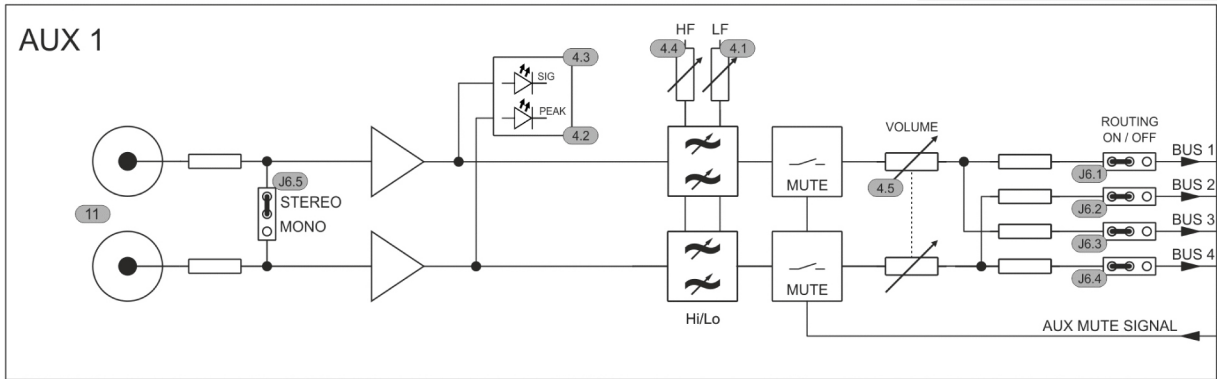 AUX 1
4.3
SIG
PEAK
4.2
HF LF
4.4 4.1
11
J6.5
STEREO
MONO
Hi/Lo
MUTE
MUTE
VOLUME
4.5
ROUTING
ON / OFF
BUS 1
J6.1
BUS 2
J6.2
BUS 3
J6.3
BUS 4
J6.4
AUX MUTE SIGNAL